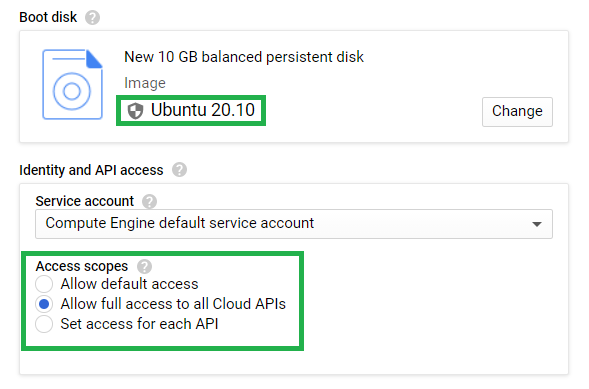 Boot disk ?
New 10 GB balanced persistent disk
Image
Ubuntu 20.10
Change
Identity and API access ?
Service account ?
Compute Engine default service account
Access scopes ?
Allow default access
Allow full access to all Cloud APIs
Set access for each API